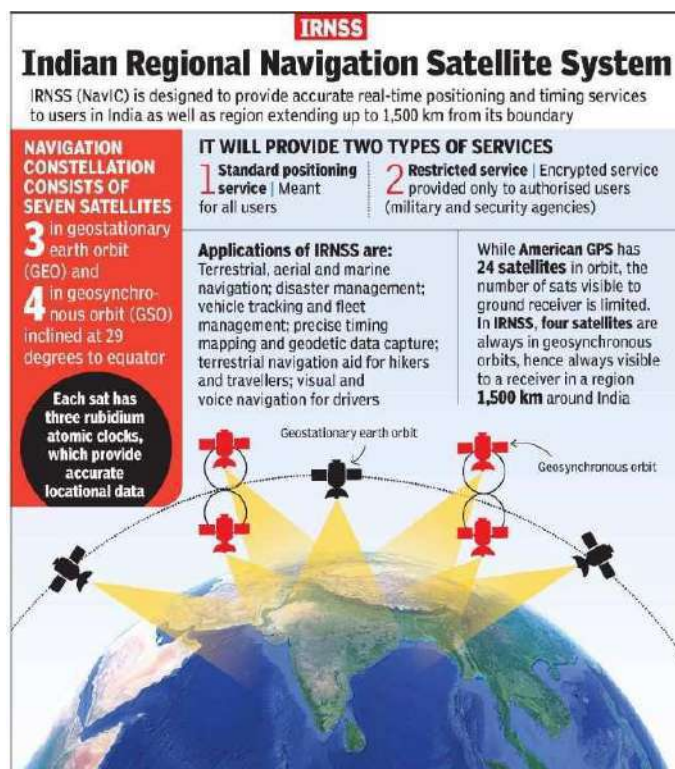 IRNSS
Indian Regional Navigation Satellite System
IRNSS (NavIC) is designed to provide accurate real-time positioning and timing services
to users in India as well as region extending up to 1,500 km from its boundary
NAVIGATION
CONSTELLATION
CONSISTS OF
SEVEN SATELLITES
3 in geostationary
earth orbit
(GEO) and
4 in geosynchro-
nous orbit (GSO)
inclined at 29
degrees to equator
Each sat has
three rubidium
atomic clocks,
which provide
accurate
locational data
IT WILL PROVIDE TWO TYPES OF SERVICES
1 Standard positioning
service | Meant
for all users
2 Restricted service | Encrypted service
provided only to authorised users
(military and security agencies)
Applications of IRNSS are:
Terrestrial, aerial and marine
navigation; disaster management;
vehicle tracking and fleet
management; precise timing
mapping and geodetic data capture;
terrestrial navigation aid for hikers
and travellers; visual and
voice navigation for drivers
While American GPS has
24 satellites in orbit, the
number of sats visible to
ground receiver is limited.
In IRNSS, four satellites are
always in geosynchronous
orbits, hence always visible
to a receiver in a region
1,500 km around India
Geostationary earth orbit
Geosynchronous orbit